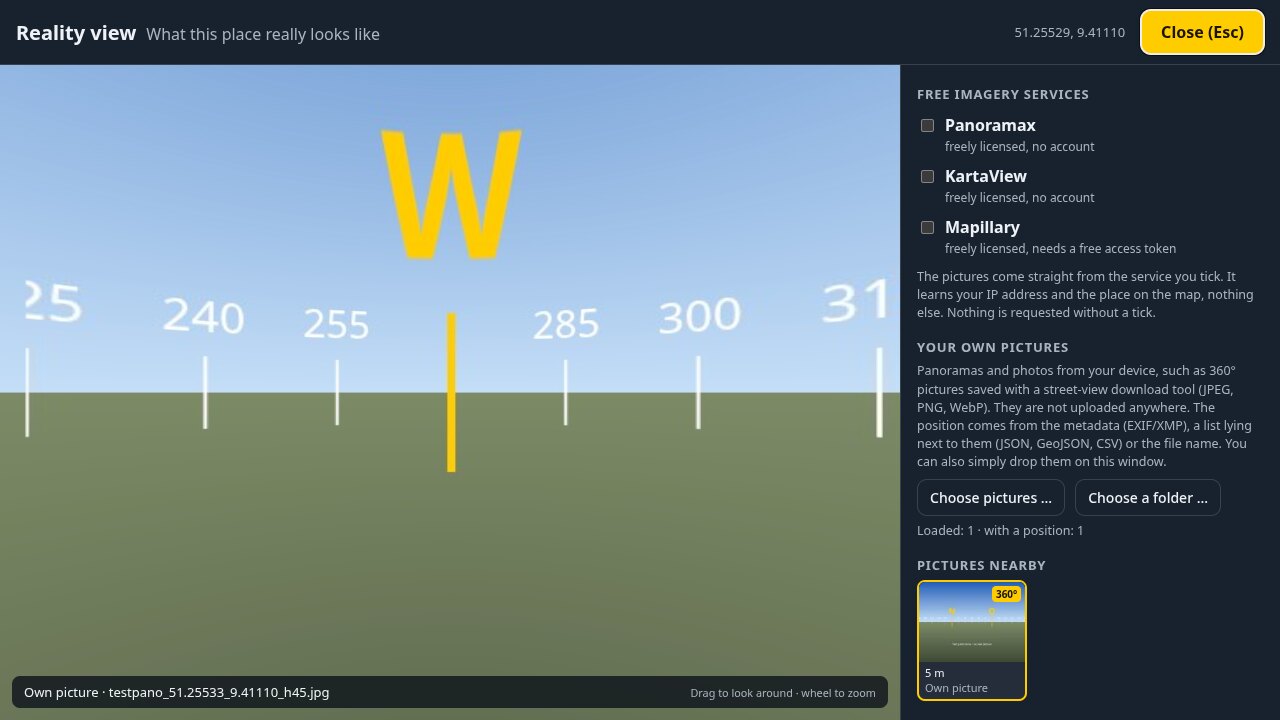 Reality view What this place really looks like
51.25529, 9.41110
Close (Esc)
W
240 255 285 300
FREE IMAGERY SERVICES
Panoramax
freely licensed, no account
KartaView
freely licensed, no account
Mapillary
freely licensed, needs a free access token
The pictures come straight from the service you tick. It
learns your IP address and the place on the map, nothing
else. Nothing is requested without a tick.
YOUR OWN PICTURES
Panoramas and photos from your device, such as 360°
pictures saved with a street-view download tool (JPEG,
PNG, WebP). They are not uploaded anywhere. The
position comes from the metadata (EXIF/XMP), a list lying
next to them (JSON, GeoJSON, CSV) or the file name. You
can also simply drop them on this window.
Choose pictures ... Choose a folder ...
Loaded: 1 · with a position: 1
PICTURES NEARBY
360°
5 m
Own picture
Own picture · testpano_51.25533_9.41110_h45.jpg
Drag to look around · wheel to zoom